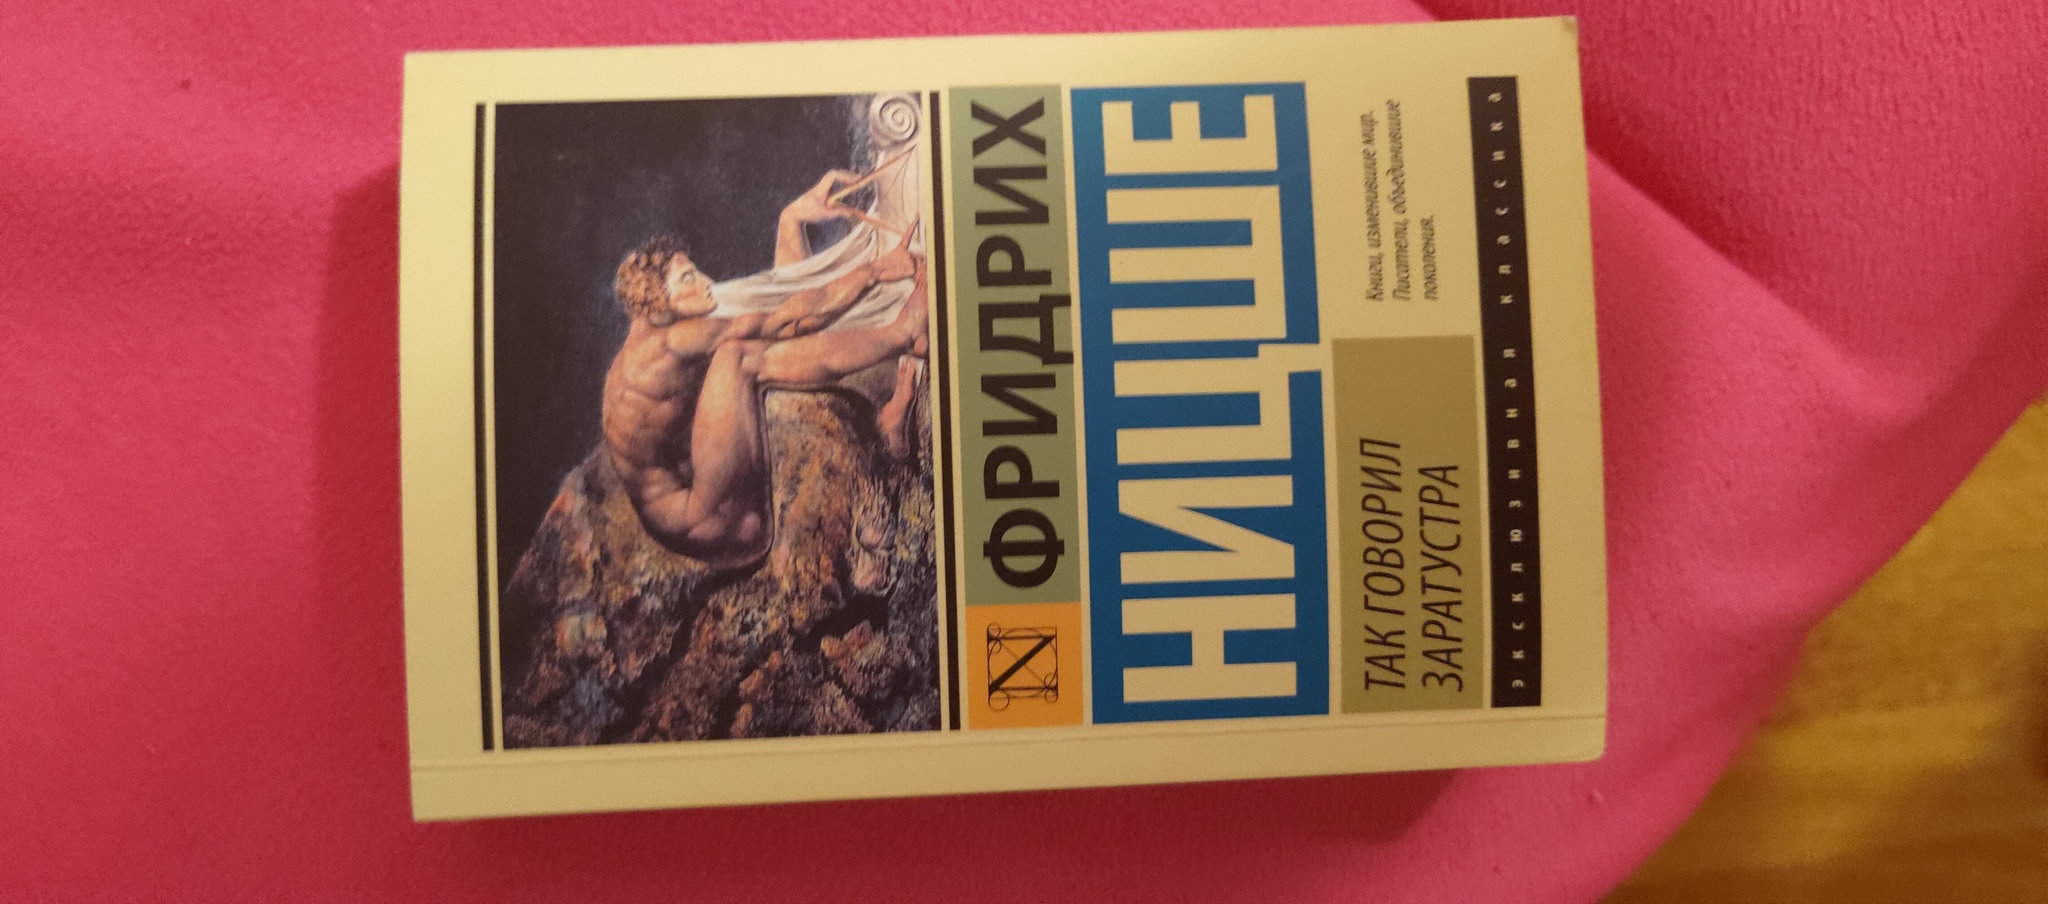 ФРИДРИХ
НИЦШЕ
Книги, изменившие мир.
Писатели, объединившие
поколения.
ТАК ГОВОРИЛ
ЗАРАТУСТРА
эксклюзивная классика